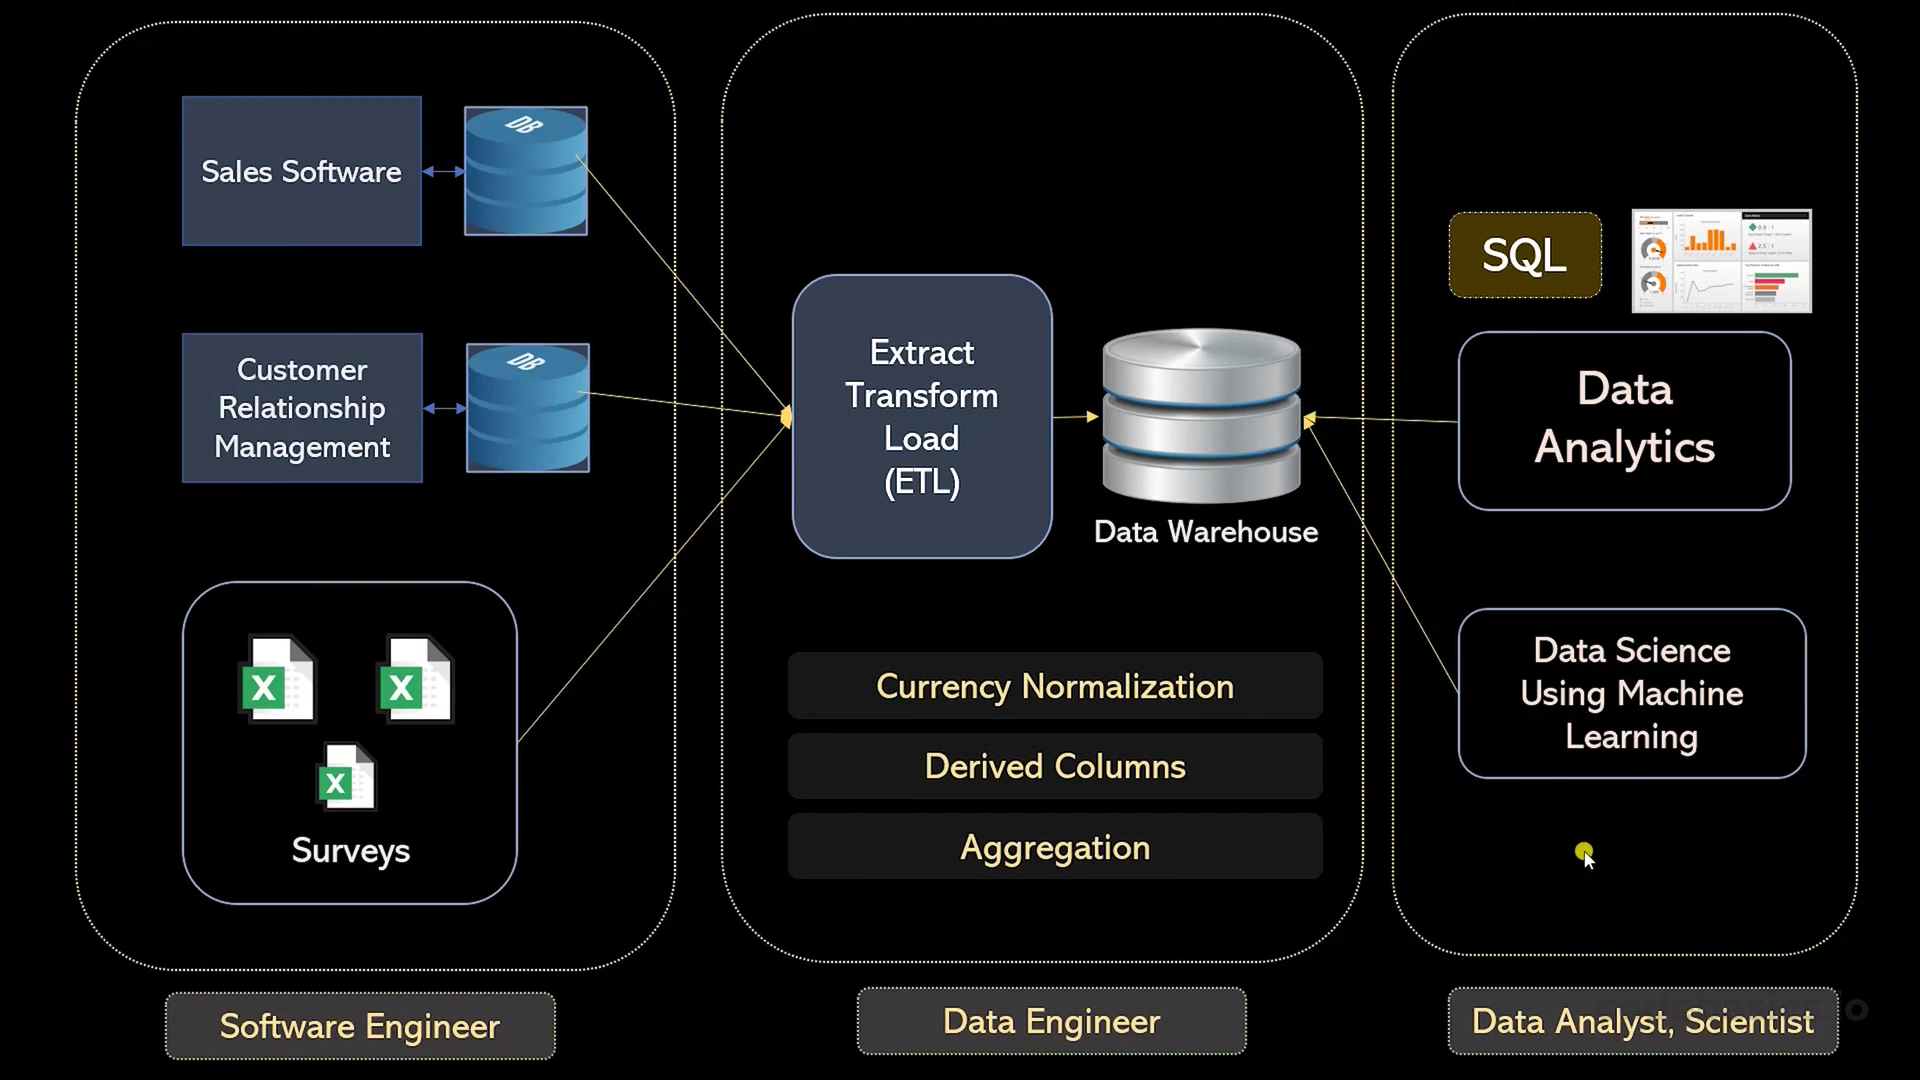 Sales Software
DB
Customer
Relationship
Management
DB
Surveys
Software Engineer
Extract
Transform
Load
(ETL)
Data Warehouse
Currency Normalization
Derived Columns
Aggregation
Data Engineer
SQL
Data
Analytics
Data Science
Using Machine
Learning
Data Analyst, Scientist